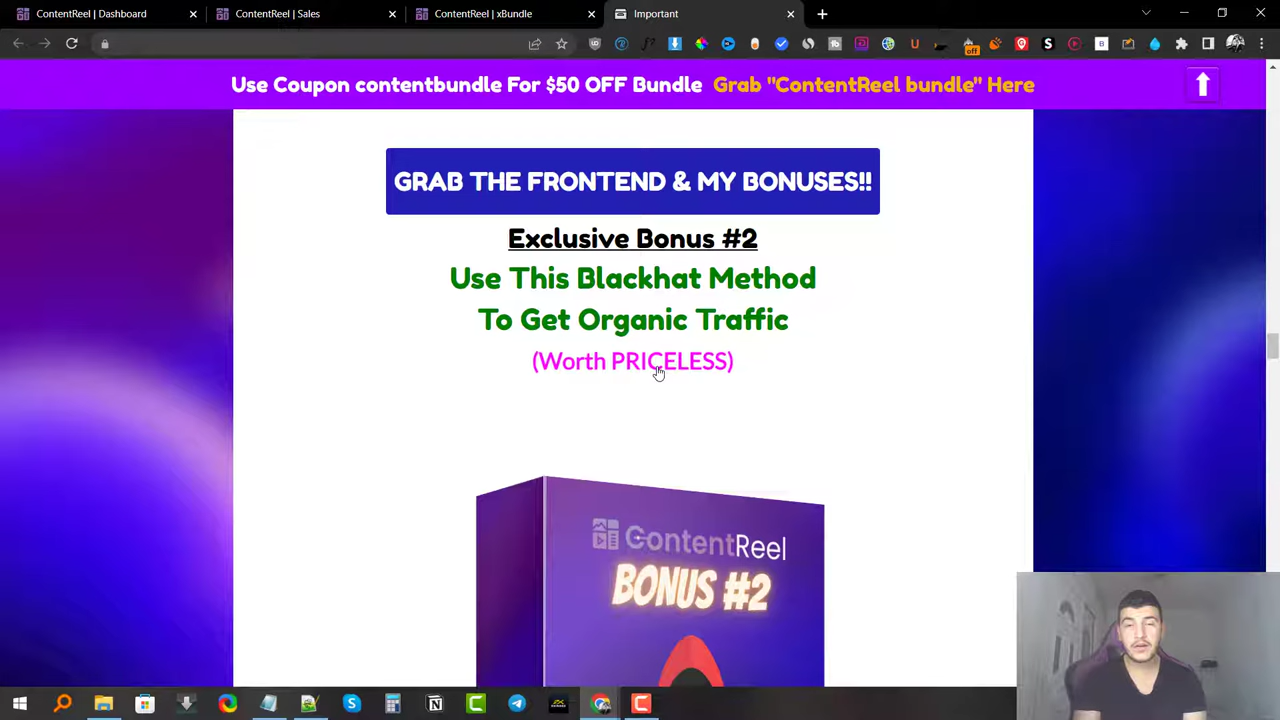 ContentReel | Dashboard
ContentReel | Sales
ContentReel | xBundle
Important
off
Use Coupon contentbundle For $50 OFF Bundle Grab "ContentReel bundle" Here
GRAB THE FRONTEND & MY BONUSES!!
Exclusive Bonus #2
Use This Blackhat Method
To Get Organic Traffic
(Worth PRICELESS)
ContentReel
BONUS #2